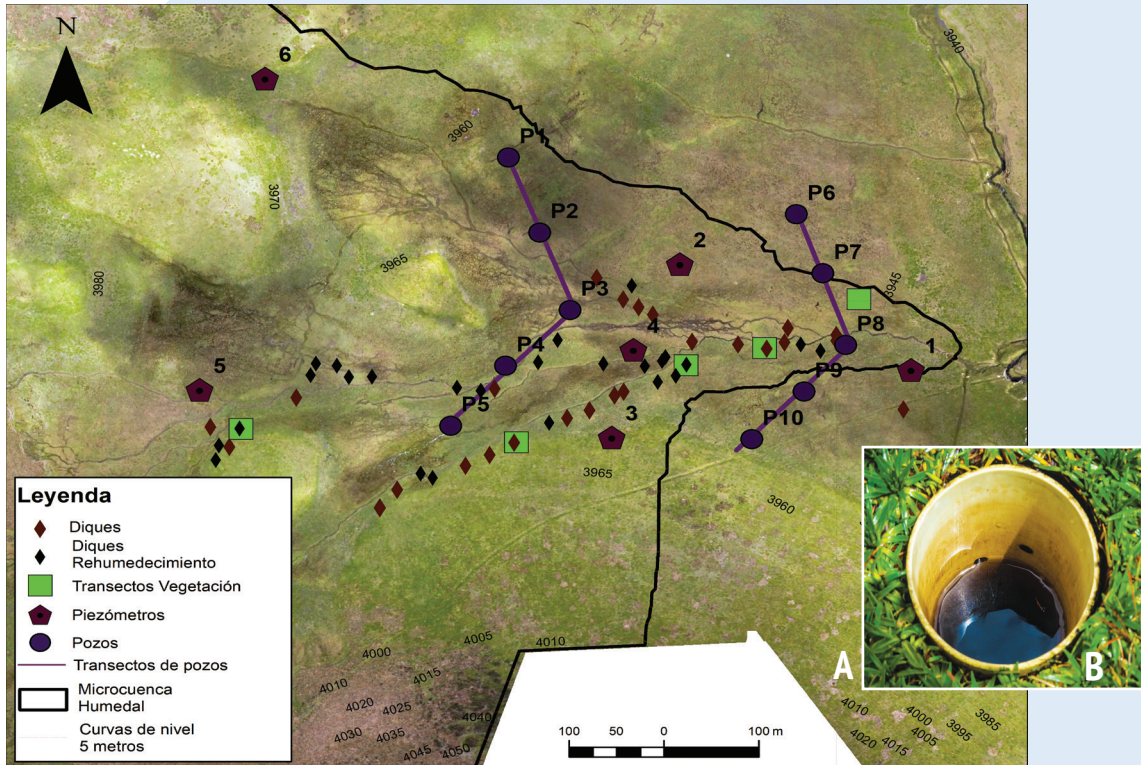 N
6
3940
3960
P1
3970
P6
P2
2
P7
3965
3980
3945
P3
P8
4
1
5
P4
P9
P5
3
P10
3965
3960
Leyenda
Diques
Diques
Rehumedecimiento
Transectos Vegetación
Piezómetros
Pozos
Transectos de pozos
Microcuenca
Humedal
Curvas de nivel
5 metros
4005
4010
4000
4015
4010
4025
4020
4040
4035
4030
4050
4045
100 50 0 100 m
A
B
4010
4000
3985
3995
4005
4015
4020